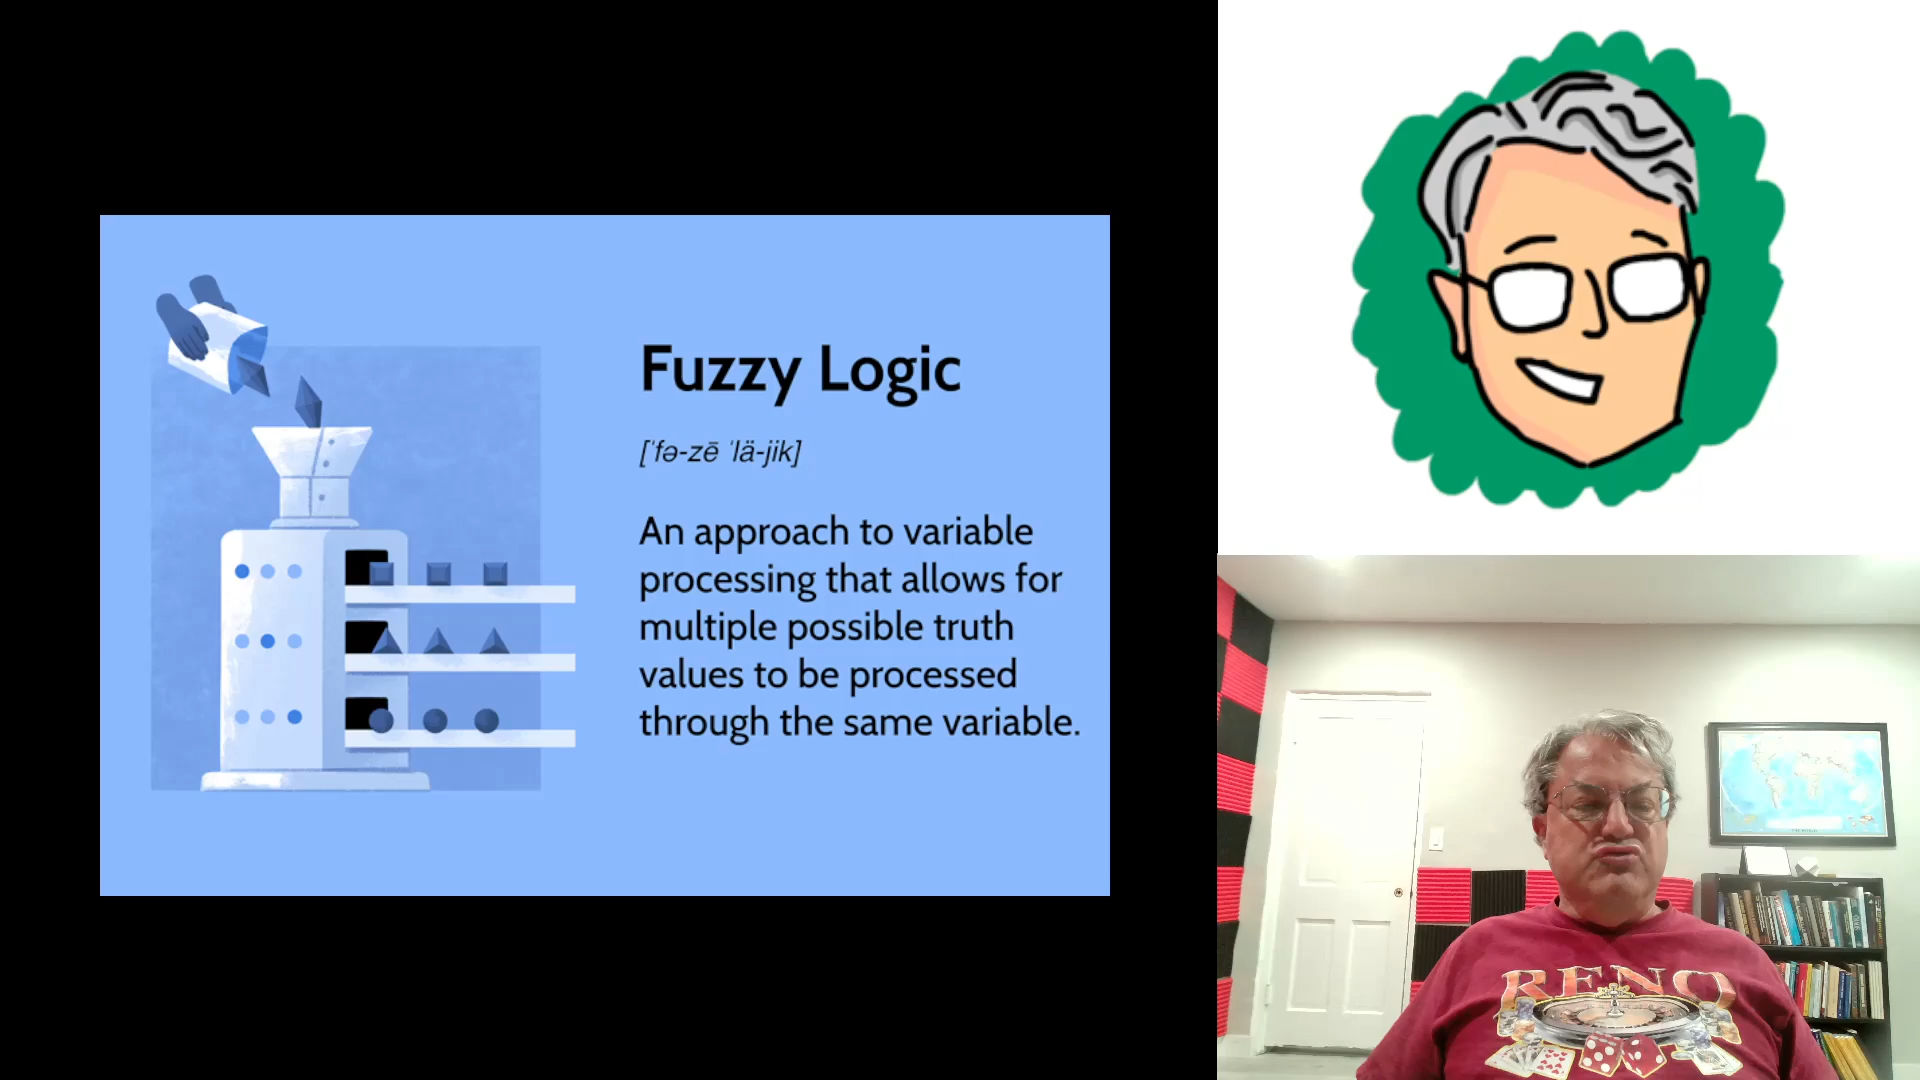 Fuzzy Logic
[ˈfə-zē ˈlä-jik]
An approach to variable
processing that allows for
multiple possible truth
values to be processed
through the same variable.
RENO